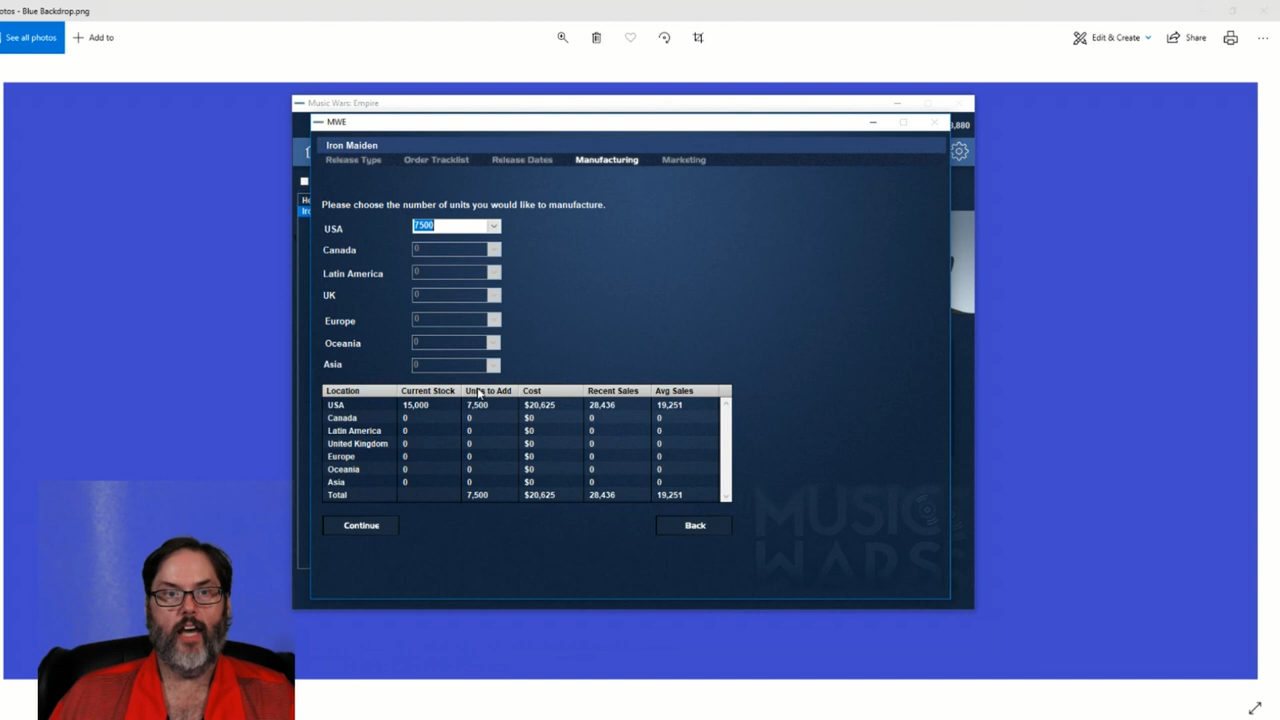 otos - Blue Backdrop.png
See all photos
Add to
Edit & Create
Share
Music Wars: Empire
MWE
,880
Iron Maiden
Release Type Order Tracklist Release Dates Manufacturing Marketing
Please choose the number of units you would like to manufacture.
USA 7500
Canada 0
Latin America 0
UK 0
Europe 0
Oceania 0
Asia 0
Location Current Stock Units to Add Cost Recent Sales Avg Sales
USA 15,000 7,500 $20,625 28,436 19,251
Canada 0 0 $0 0 0
Latin America 0 0 $0 0 0
United Kingdom 0 0 $0 0 0
Europe 0 0 $0 0 0
Oceania 0 0 $0 0 0
Asia 0 0 $0 0 0
Total 7,500 $20,625 28,436 19,251
Continue Back
MUSIC
WARS